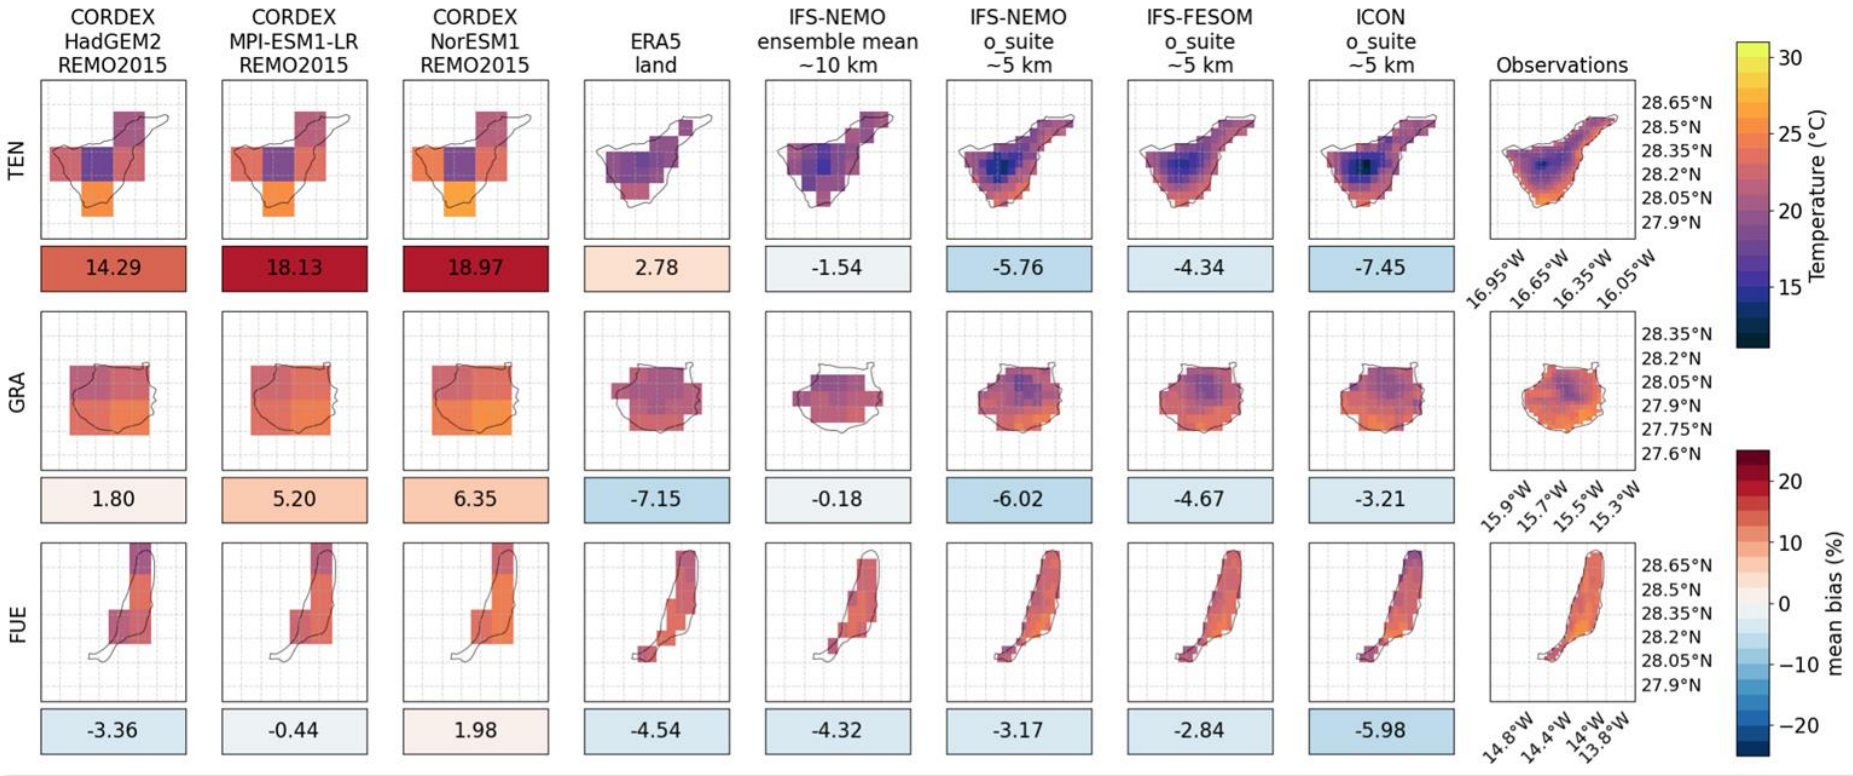 CORDEX
HadGEM2
REMO2015
CORDEX
MPI-ESM1-LR
REMO2015
CORDEX
NorESM1
REMO2015
ERA5
land
IFS-NEMO
ensemble mean
~10 km
IFS-NEMO
o_suite
~5 km
IFS-FESOM
o_suite
~5 km
ICON
o_suite
~5 km
Observations
TEN
28.65°N
28.5°N
28.35°N
28.2°N
28.05°N
27.9°N
14.29
18.13
18.97
2.78
-1.54
-5.76
-4.34
-7.45
16.95°W
16.65°W
16.35°W
16.05°W
GRA
28.35°N
28.2°N
28.05°N
27.9°N
27.75°N
27.6°N
1.80
5.20
6.35
-7.15
-0.18
-6.02
-4.67
-3.21
15.9°W
15.7°W
15.5°W
15.3°W
FUE
28.65°N
28.5°N
28.35°N
28.2°N
28.05°N
27.9°N
-3.36
-0.44
1.98
-4.54
-4.32
-3.17
-2.84
-5.98
14.8°W
14.4°W
14°W
13.8°W
30
25
20
15
Temperature (°C)
20
10
0
−10
−20
mean bias (%)